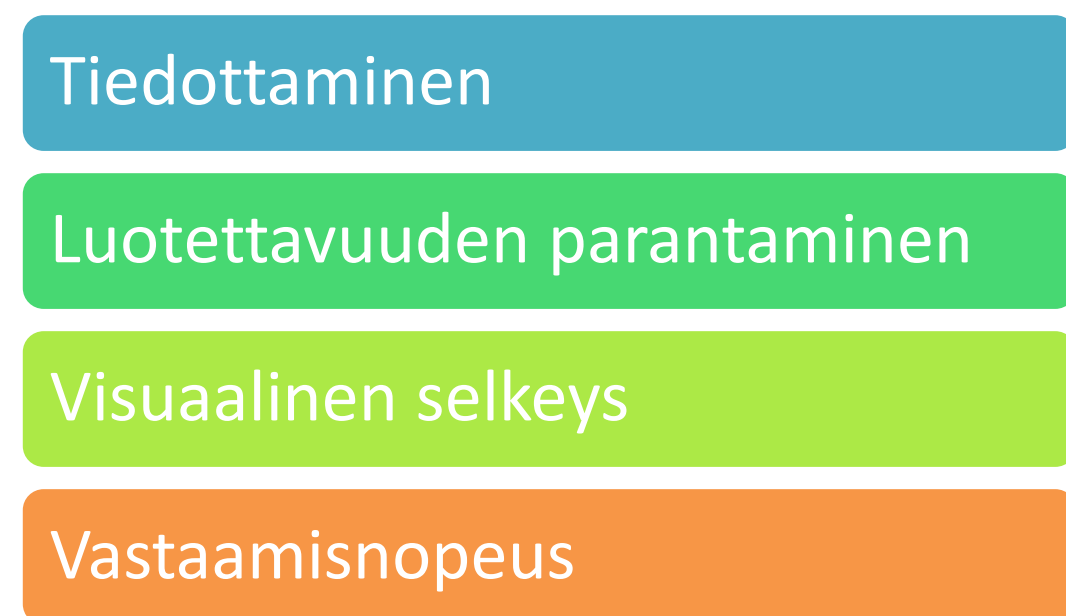 Tiedottaminen
Luotettavuuden parantaminen
Visuaalinen selkeys
Vastaamisnopeus